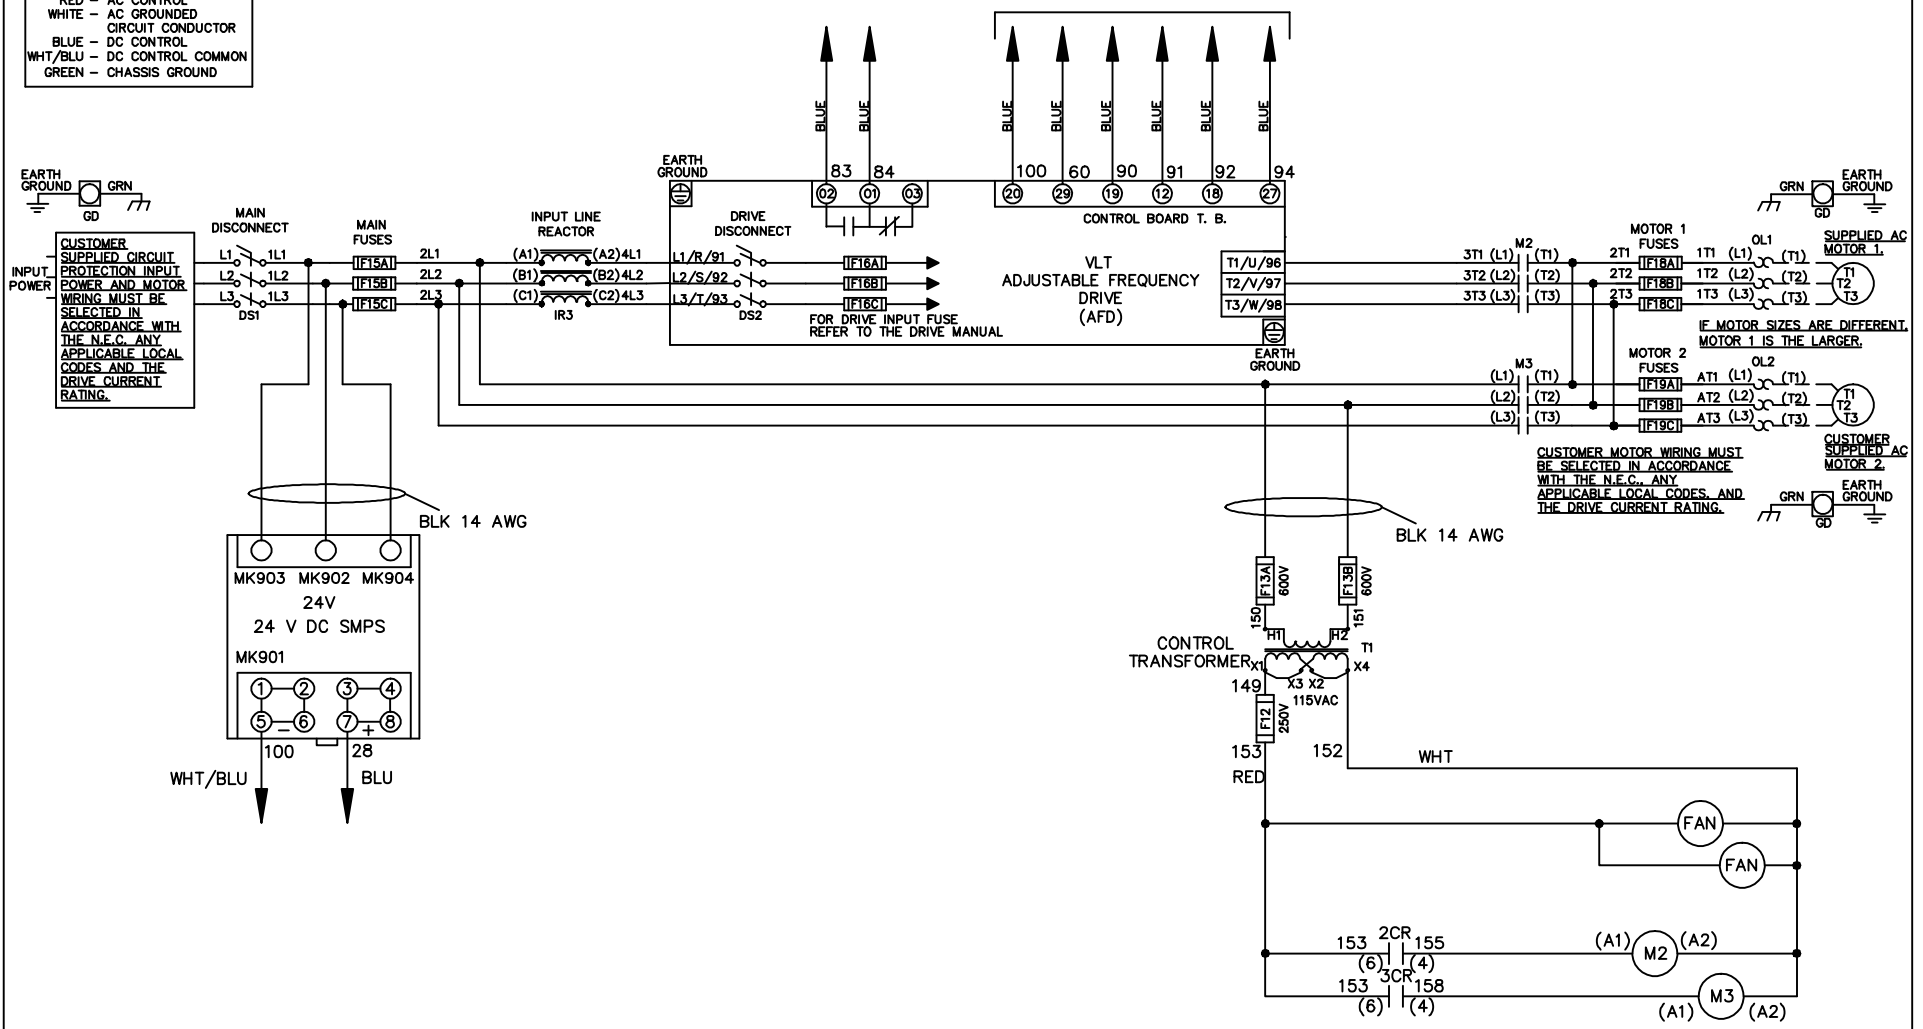 RED – AC CONTROL
WHITE – AC GROUNDED
CIRCUIT CONDUCTOR
BLUE – DC CONTROL
WHT/BLU – DC CONTROL COMMON
GREEN – CHASSIS GROUND
BLUE
BLUE
BLUE
BLUE
BLUE
BLUE
BLUE
BLUE
EARTH
GROUND
GRN
GD
EARTH
GROUND
83 84
02 01 03
100 60 90 91 92 94
20 29 19 12 18 27
CONTROL BOARD T. B.
GRN
EARTH
GROUND
GD
INPUT
POWER
CUSTOMER
SUPPLIED CIRCUIT
PROTECTION INPUT
POWER AND MOTOR
WIRING MUST BE
SELECTED IN
ACCORDANCE WITH
THE N.E.C. ANY
APPLICABLE LOCAL
CODES AND THE
DRIVE CURRENT
RATING.
MAIN
DISCONNECT
L1 1L1
L2 1L2
L3 1L3
DS1
MAIN
FUSES
F15A
F15B
F15C
2L1
2L2
2L3
INPUT LINE
REACTOR
(A1) (A2) 4L1
(B1) (B2) 4L2
(C1) (C2) 4L3
IR3
DRIVE
DISCONNECT
L1/R/91
L2/S/92
L3/T/93
DS2
F16A
F16B
F16C
FOR DRIVE INPUT FUSE
REFER TO THE DRIVE MANUAL
VLT
ADJUSTABLE FREQUENCY
DRIVE
(AFD)
T1/U/96
T2/V/97
T3/W/98
EARTH
GROUND
M2
3T1 (L1) (T1)
3T2 (L2) (T2)
3T3 (L3) (T3)
MOTOR 1
FUSES
2T1 F18A 1T1 (L1) (T1)
2T2 F18B 1T2 (L2) (T2)
2T3 F18C 1T3 (L3) (T3)
OL1
SUPPLIED AC
MOTOR 1.
T1
T2
T3
IF MOTOR SIZES ARE DIFFERENT,
MOTOR 1 IS THE LARGER.
M3
(L1) (T1)
(L2) (T2)
(L3) (T3)
MOTOR 2
FUSES
F19A AT1 (L1) (T1)
F19B AT2 (L2) (T2)
F19C AT3 (L3) (T3)
OL2
T1
T2
T3
CUSTOMER
SUPPLIED AC
MOTOR 2.
CUSTOMER MOTOR WIRING MUST
BE SELECTED IN ACCORDANCE
WITH THE N.E.C., ANY
APPLICABLE LOCAL CODES, AND
THE DRIVE CURRENT RATING.
GRN
EARTH
GROUND
GD
BLK 14 AWG
MK903 MK902 MK904
24V
24 V DC SMPS
MK901
1 2 3 4
5 6 7 8
– +
100 28
WHT/BLU BLU
BLK 14 AWG
F13A 600V
F13B 600V
150 151
H1 H2
T1
CONTROL
TRANSFORMER
X1 X4
X3 X2
115VAC
149
F12 250V
153
RED
152
WHT
FAN
FAN
2CR
153 155
(6) (4)
(A1) M2 (A2)
3CR
153 158
(6) (4)
(A1) M3 (A2)